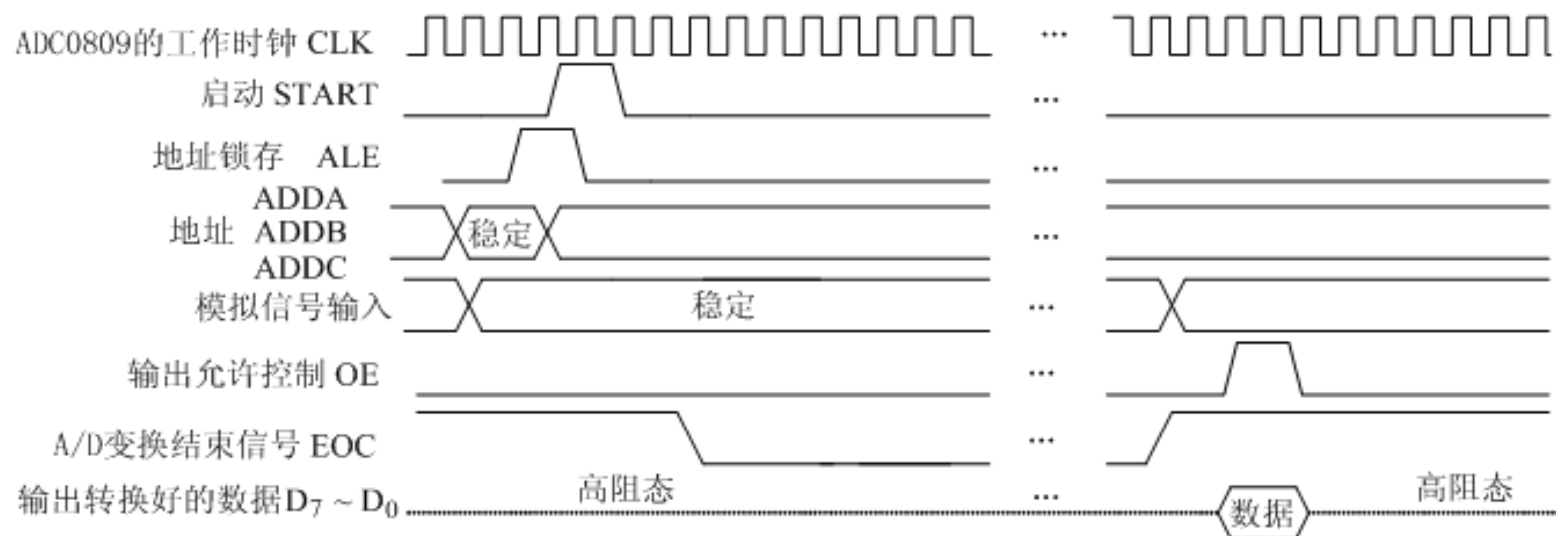 ADC0809的工作时钟 CLK ...
启动 START ...
地址锁存 ALE ...
ADDA
地址 ADDB 稳定 ...
ADDC
模拟信号输入 稳定 ...
输出允许控制 OE ...
A/D变换结束信号 EOC ...
输出转换好的数据D7 ~ D0 高阻态 ... 数据 高阻态